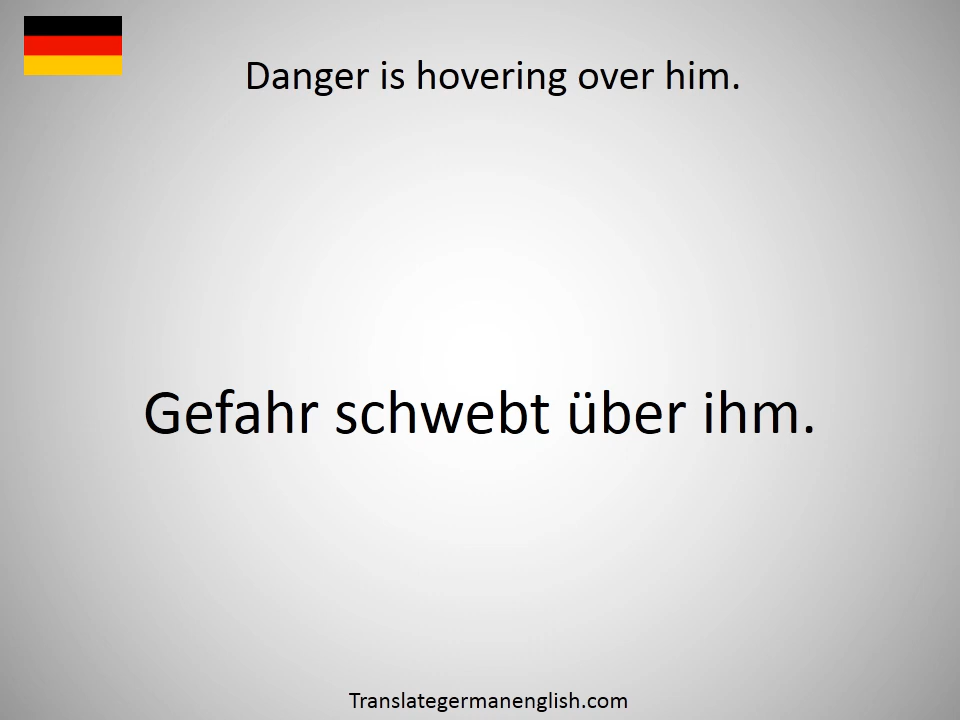 Danger is hovering over him.
Gefahr schwebt über ihm.
Translategermanenglish.com